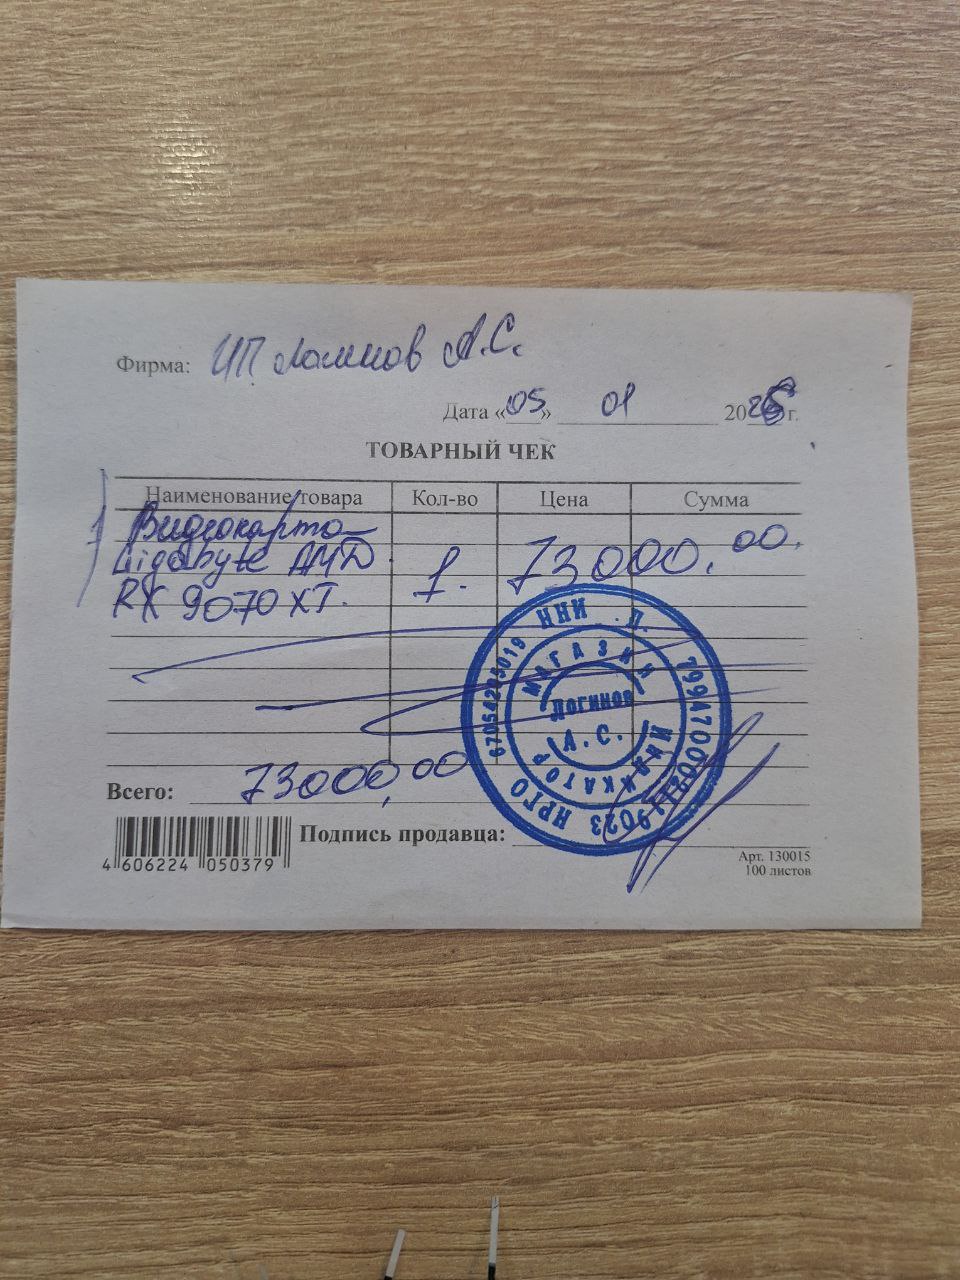 Фирма: ИП Логинов А.С.
Дата «05» 01 2026 г.
ТОВАРНЫЙ ЧЕК
Наименование товара Кол-во Цена Сумма
1) Видеокарта
Gigabyte AMD
RX 9070 XT. 1. 73000.00.
МАГАЗИН
Логинов
А.С.
ИНДИКАТОР
Всего: 73000,00
Подпись продавца:
4 606224 050379
Арт. 130015
100 листов